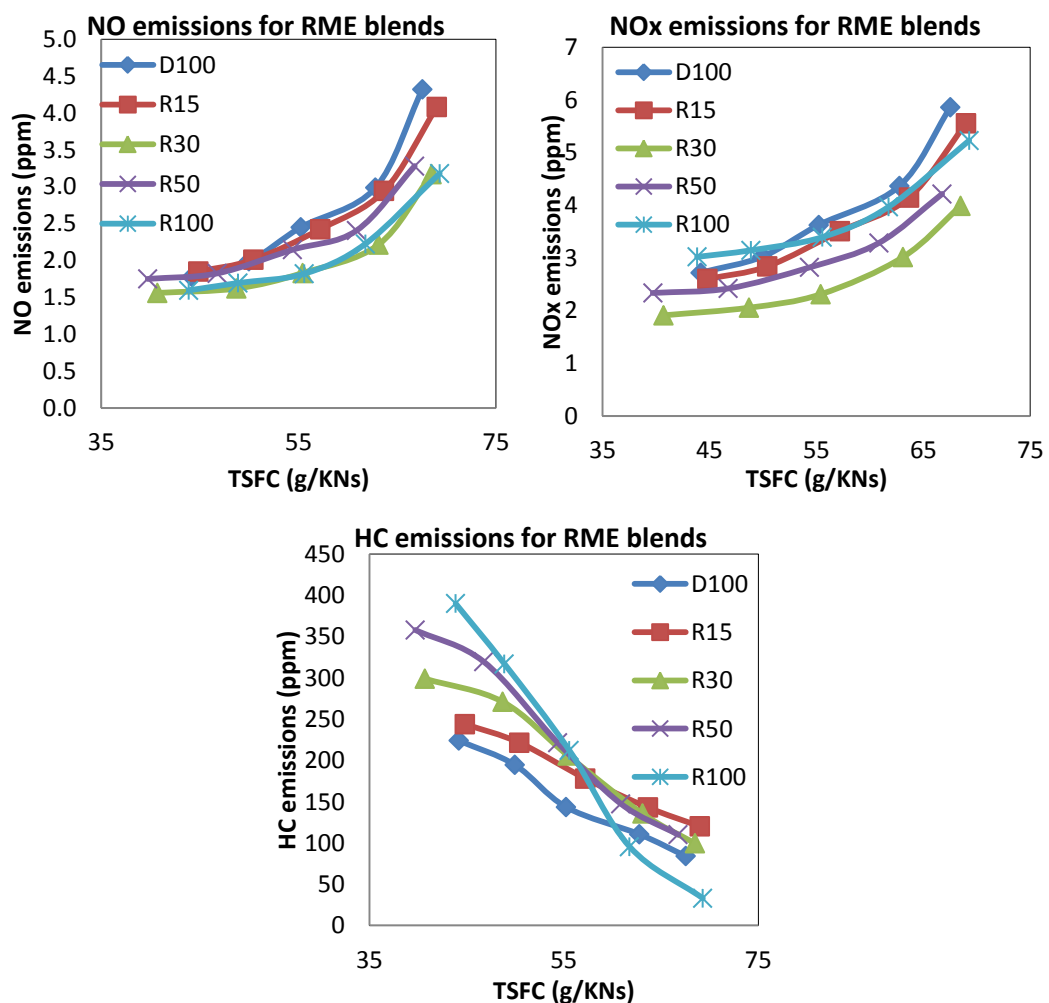 NO emissions for RME blends
NO emissions (ppm)
5.0
4.5
4.0
3.5
3.0
2.5
2.0
1.5
1.0
0.5
0.0
D100
R15
R30
R50
R100
35
55
75
TSFC (g/KNs)
NOx emissions for RME blends
NOx emissions (ppm)
7
6
5
4
3
2
1
0
D100
R15
R30
R50
R100
35
45
55
65
75
TSFC (g/KNs)
HC emissions for RME blends
HC emissions (ppm)
450
400
350
300
250
200
150
100
50
0
D100
R15
R30
R50
R100
35
55
75
TSFC (g/KNs)